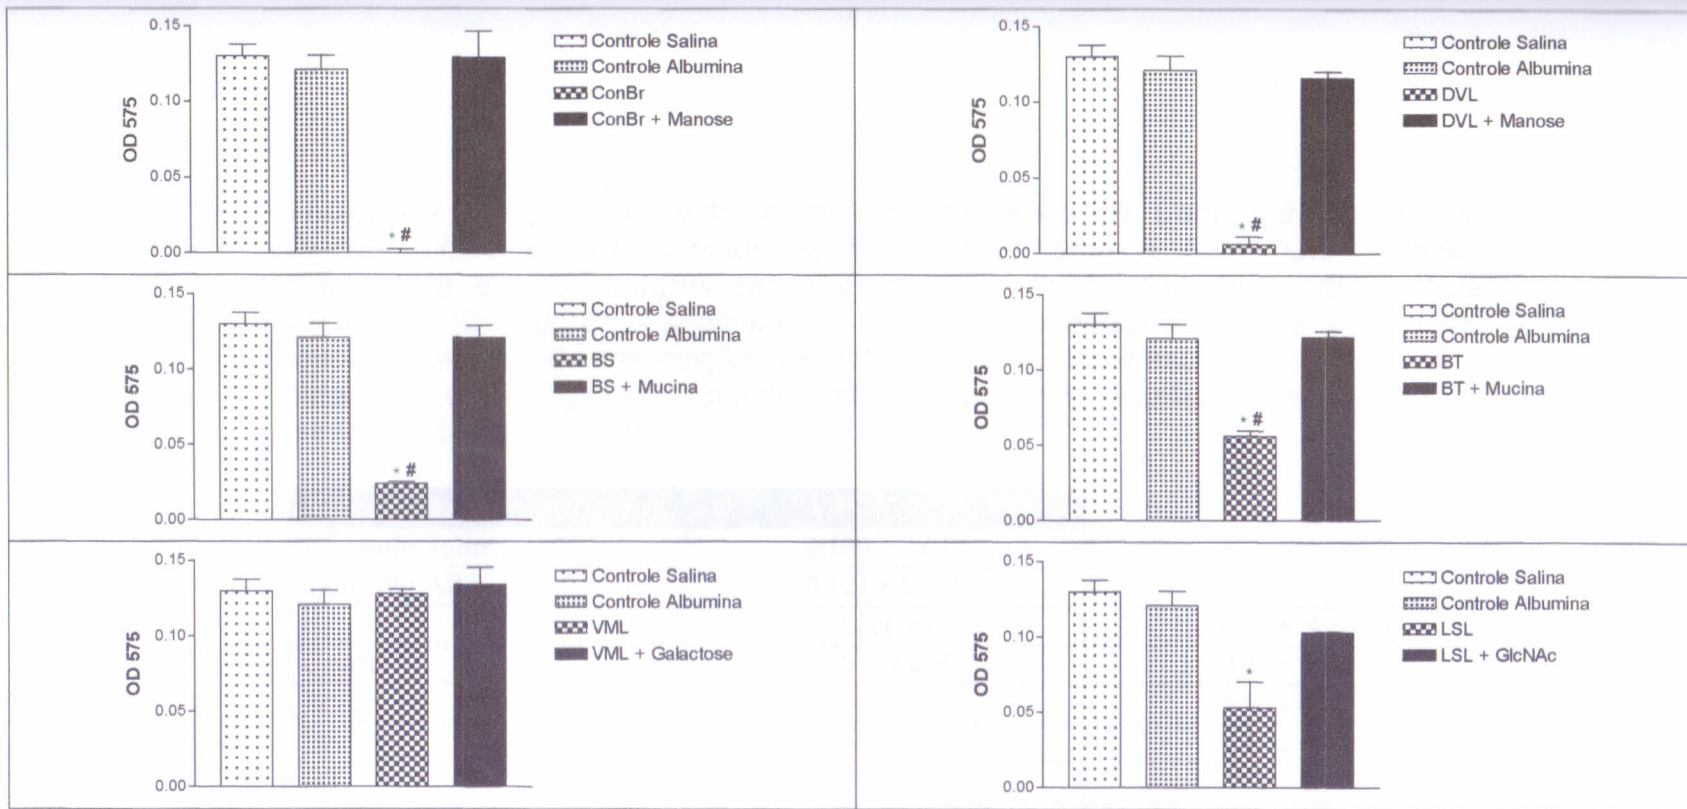 0.15
0.10
0.05
0.00
OD 575
* #
Controle Salina
Controle Albumina
ConBr
ConBr + Manose
0.15
0.10
0.05
0.00
OD 575
* #
Controle Salina
Controle Albumina
DVL
DVL + Manose
0.15
0.10
0.05
0.00
OD 575
* #
Controle Salina
Controle Albumina
BS
BS + Mucina
0.15
0.10
0.05
0.00
OD 575
* #
Controle Salina
Controle Albumina
BT
BT + Mucina
0.15
0.10
0.05
0.00
OD 575
Controle Salina
Controle Albumina
VML
VML + Galactose
0.15
0.10
0.05
0.00
OD 575
*
Controle Salina
Controle Albumina
LSL
LSL + GlcNAc